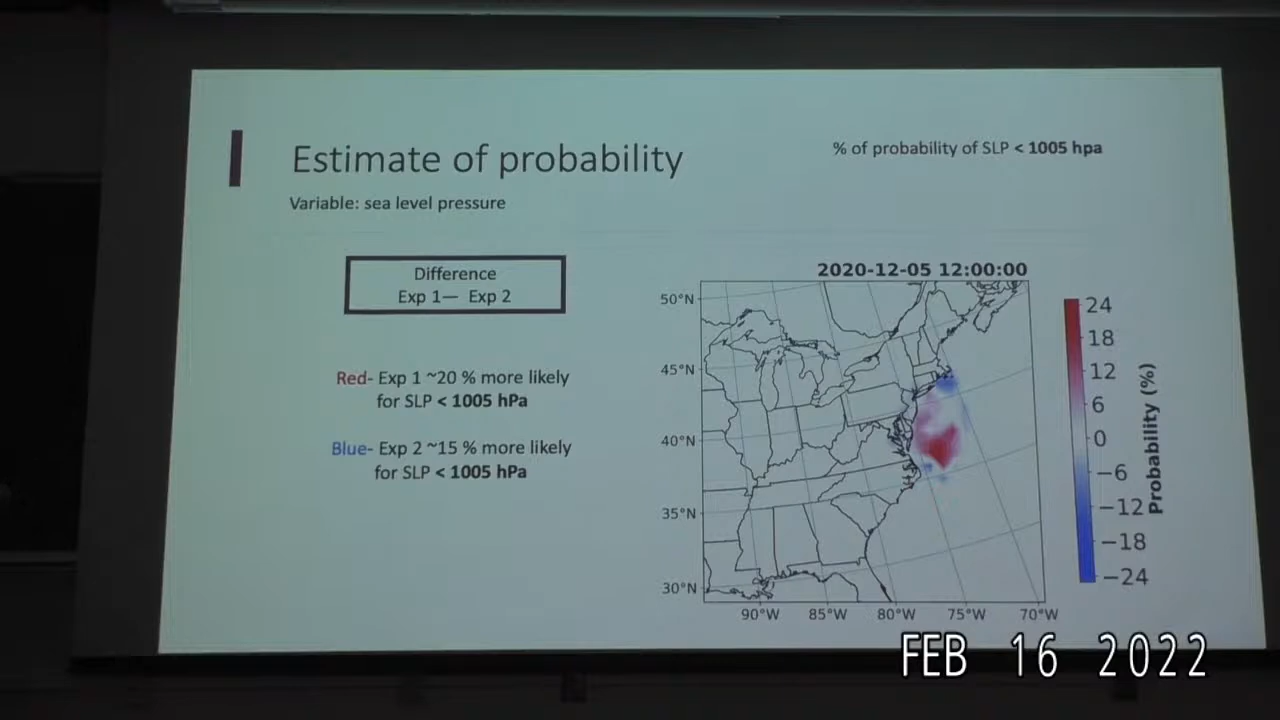 Estimate of probability
% of probability of SLP < 1005 hpa
Variable: sea level pressure
Difference
Exp 1— Exp 2
Red- Exp 1 ~20 % more likely
for SLP < 1005 hPa
Blue- Exp 2 ~15 % more likely
for SLP < 1005 hPa
2020-12-05 12:00:00
50°N
45°N
40°N
35°N
30°N
90°W
85°W
80°W
75°W
70°W
24
18
12
6
0
−6
−12
−18
−24
Probability (%)
FEB 16 2022